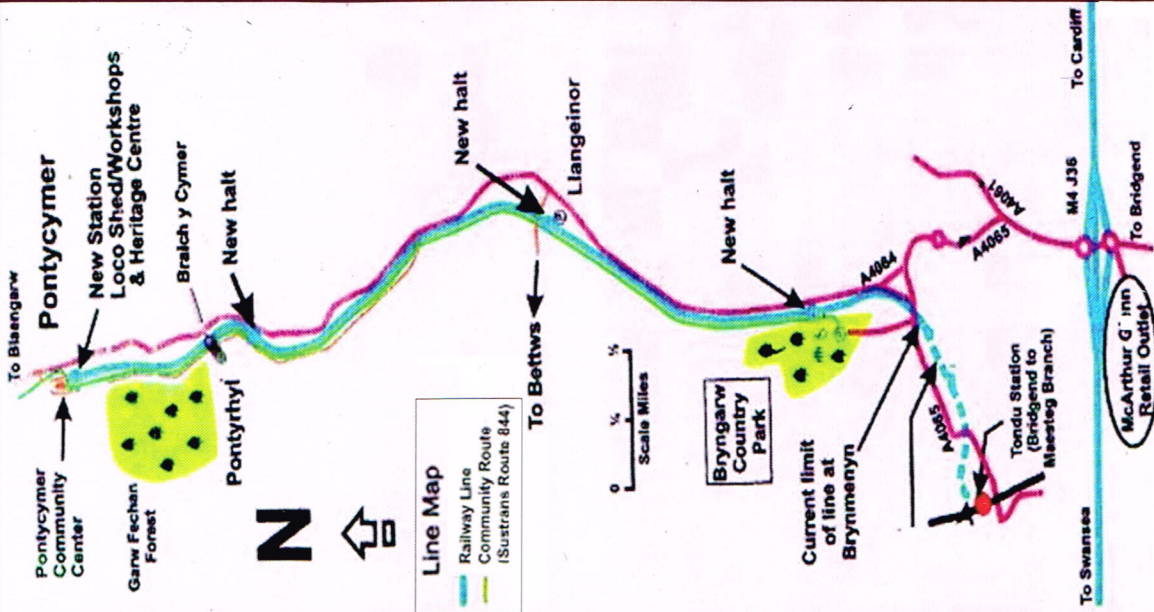 To Blaengarw
Pontycymer
New Station
Loco Shed/Workshops
& Heritage Centre
Braich y Cymer
New halt
Pontycymer
Community
Center
Garw Fechan
Forest
Pontyrhyl
N
New halt
Llangeinor
To Bettws
Line Map
Railway Line
Community Route
(Sustrans Route 844)
0 ¼ ½
Scale Miles
New halt
Bryngarw
Country
Park
Current limit
of line at
Brynmenyn
A4064
A4065
A4061
A4065
Tondu Station
(Bridgend to
Maesteg Branch)
To Swansea
M4 J36
To Cardiff
To Bridgend
McArthur
Retail Outlet